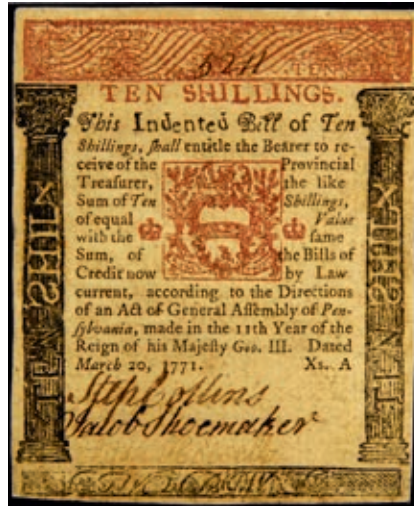 TEN SHILLINGS.
This Indented Bill of Ten
Shillings, ſhall entitle the Bearer to re-
ceive of the Provincial
Treaſurer, the like
Sum of Ten Shillings,
of equal Value
with the ſame
Sum, of the Bills of
Credit now by Law
current, according to the Directions
of an Act of General Aſſembly of Pen-
ſylvania, made in the 11th Year of the
Reign of his Majeſty Geo. III. Dated
March 20, 1771. Xs. A
Step Collins
Jacob Shoemaker